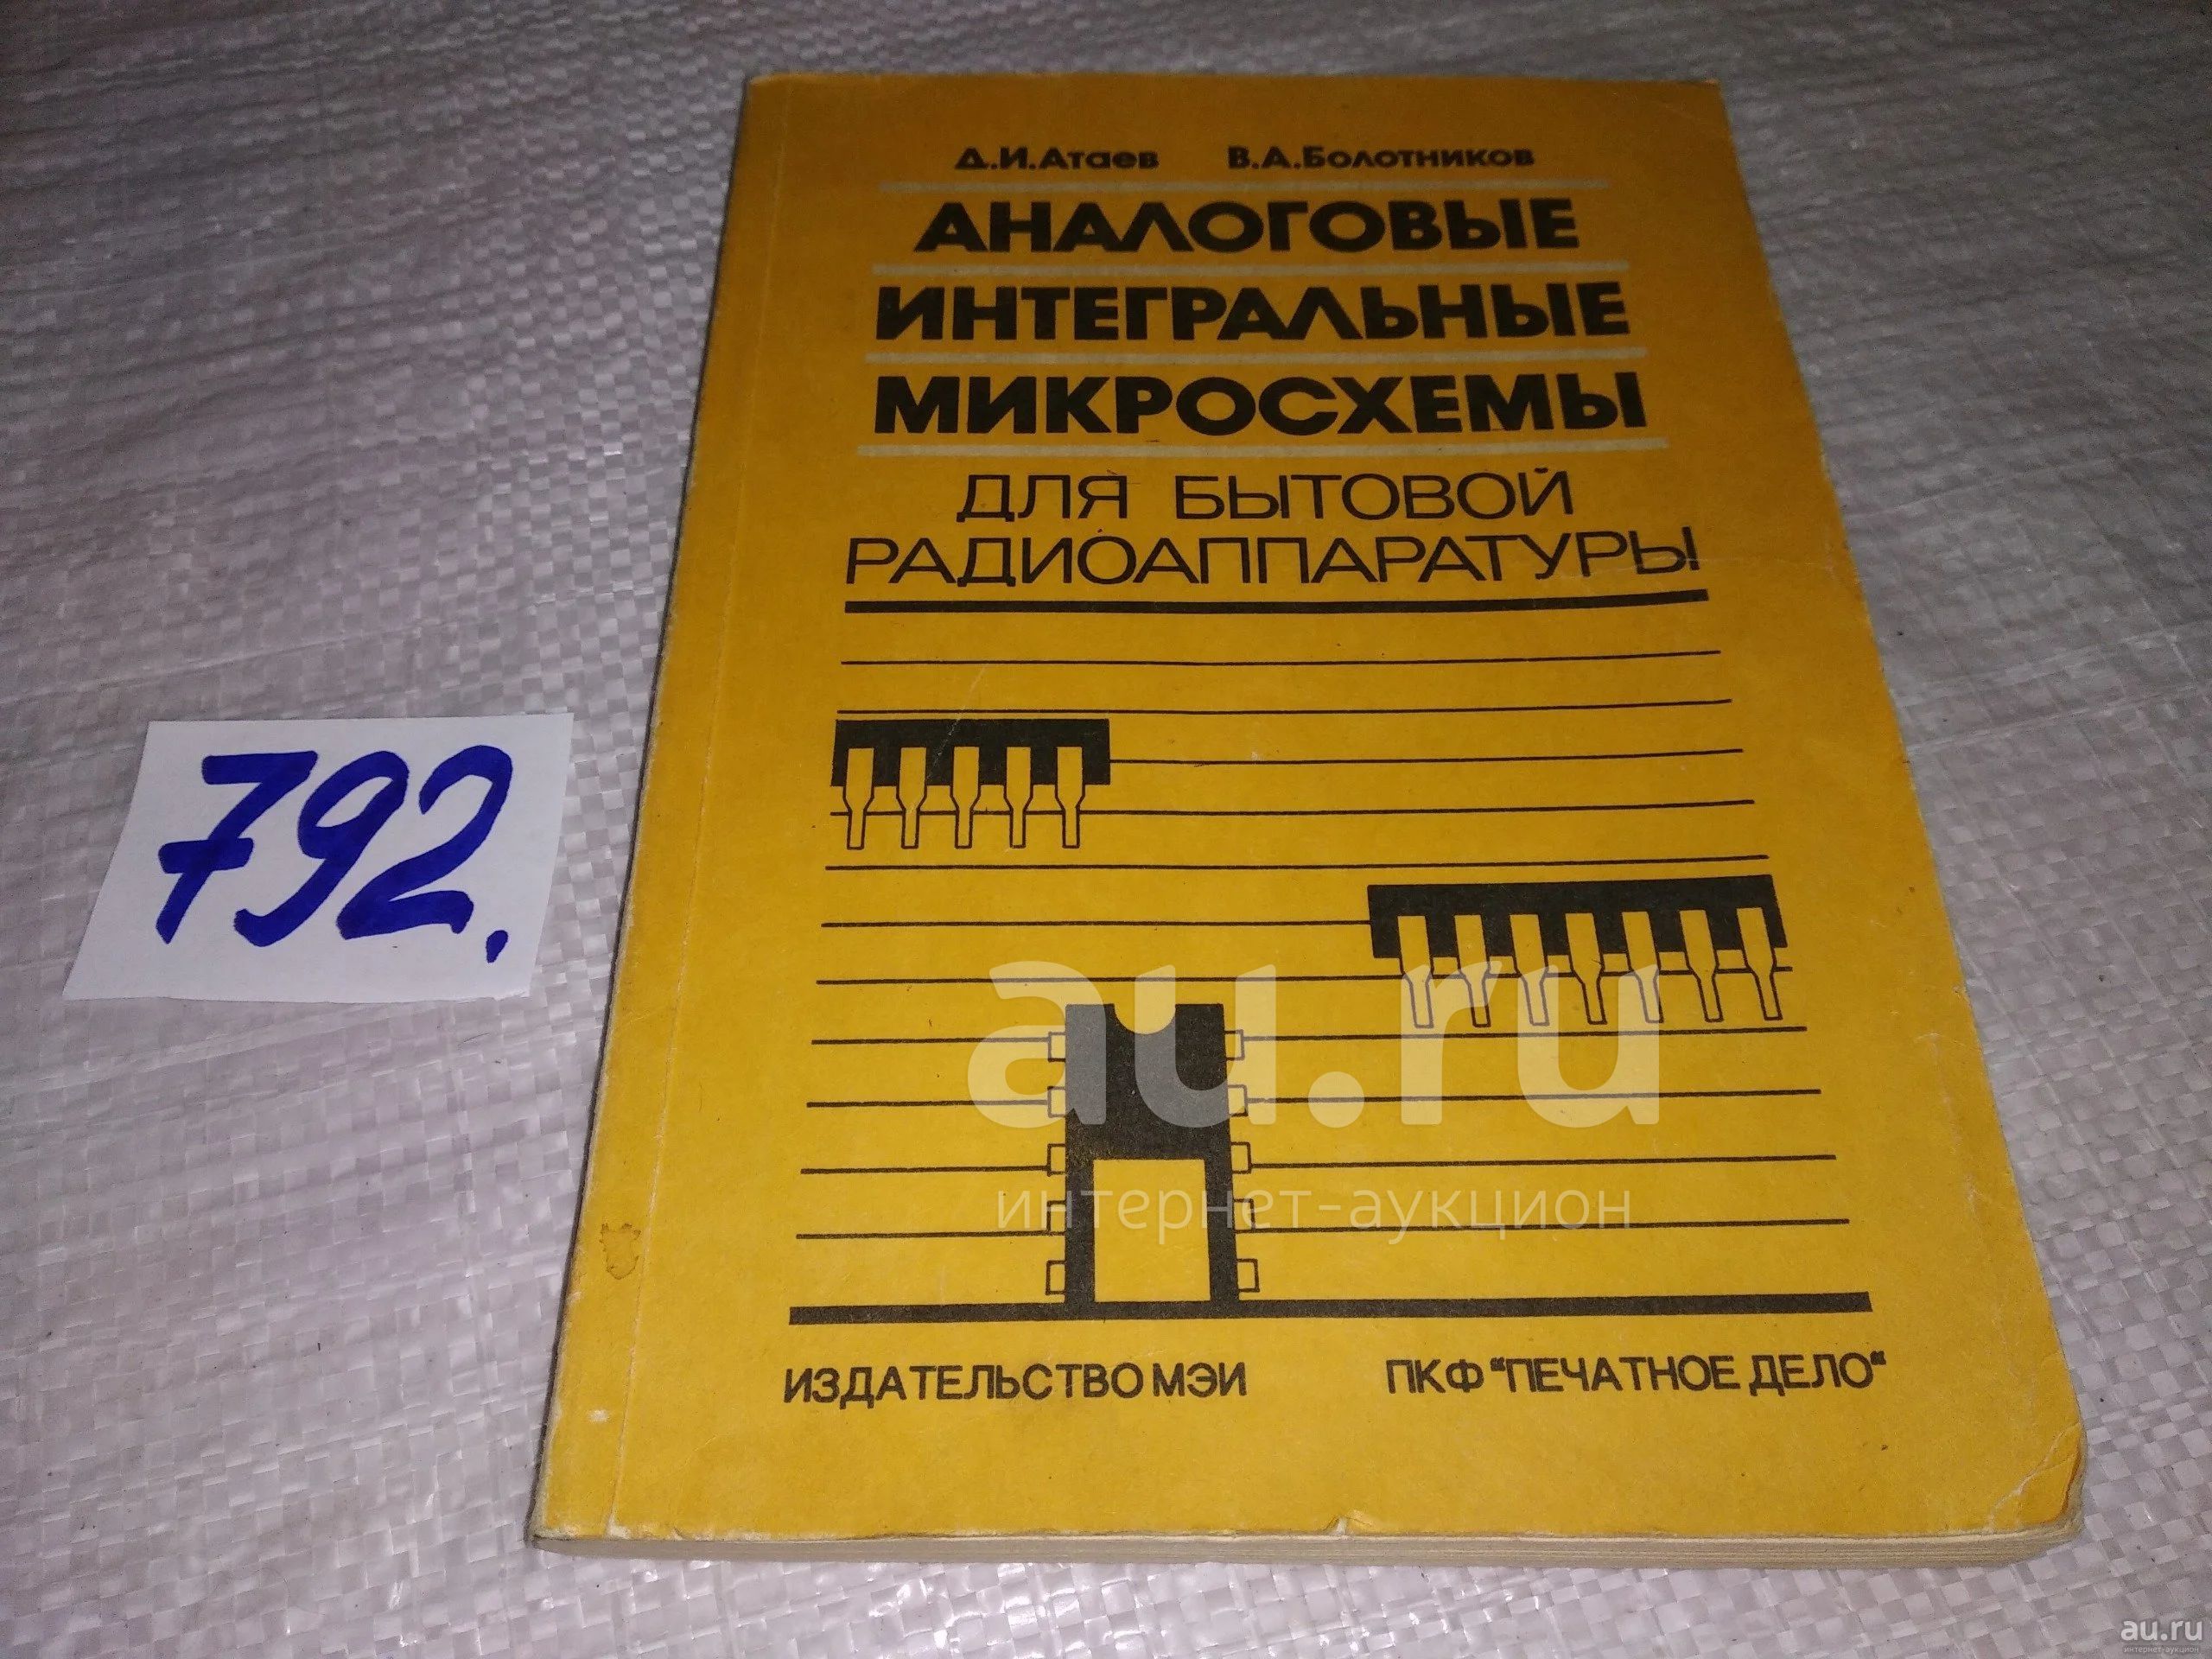 Д.И.Атаев В.А.Болотников
АНАЛОГОВЫЕ
ИНТЕГРАЛЬНЫЕ
МИКРОСХЕМЫ
ДЛЯ БЫТОВОЙ
РАДИОАППАРАТУРЫ
792.
au.ru
интернет-аукцион
ИЗДАТЕЛЬСТВО МЭИ ПКФ "ПЕЧАТНОЕ ДЕЛО"
au.ru
интернет-аукцион